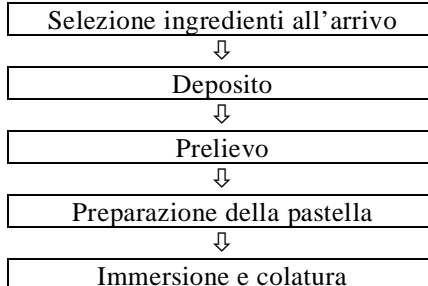 Selezione ingredienti all’arrivo
⇩
Deposito
⇩
Prelievo
⇩
Preparazione della pastella
⇩
Immersione e colatura